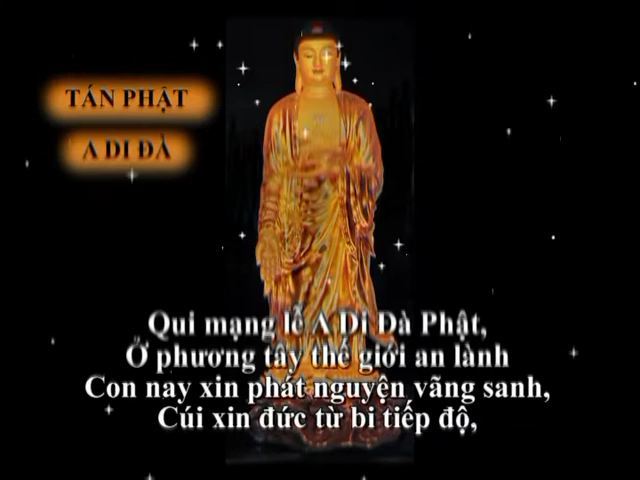 TÁN PHẬT
A DI ĐÀ
Qui mạng lễ A Di Đà Phật,
Ở phương tây thế giới an lành
Con nay xin phát nguyện vãng sanh,
Cúi xin đức từ bi tiếp độ,